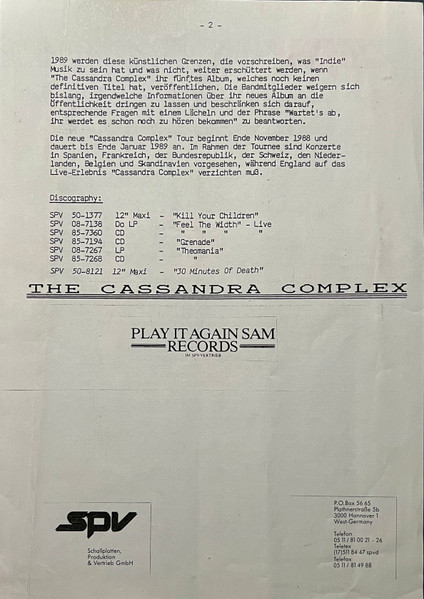 - 2 -
1989 werden diese künstlichen Grenzen, die vorschreiben, was "Indie"
Musik zu sein hat und was nicht, weiter erschüttert werden, wenn
"The Cassandra Complex" ihr fünftes Album, welches noch keinen
definitiven Titel hat, veröffentlichen. Die Bandmitglieder weigern sich
bislang, irgendwelche Informationen über ihr neues Album an die
Öffentlichkeit dringen zu lassen und beschränken sich darauf,
entsprechende Fragen mit einem Lächeln und der Phrase "Wartet's ab,
ihr werdet es schon noch zu hören bekommen" zu beantworten.
Die neue "Cassandra Complex" Tour beginnt Ende November 1988 und
dauert bis Ende Januar 1989 an. Im Rahmen der Tournee sind Konzerte
in Spanien, Frankreich, der Bundesrepublik, der Schweiz, den Nieder-
landen, Belgien und Skandinavien vorgesehen, während England auf das
Live-Erlebnis "Cassandra Complex" verzichten muß.
Discography:
SPV 50-1377 12" Maxi - "Kill Your Children"
SPV 08-7138 Do LP - "Feel The Width" - Live
SPV 85-7360 CD - " " " "
SPV 85-7194 CD - "Grenade"
SPV 08-7267 LP - "Theomania"
SPV 85-7268 CD - "
SPV 50-8121 12" Maxi - "30 Minutes Of Death"
THE CASSANDRA COMPLEX
PLAY IT AGAIN SAM
RECORDS
IM SPV-VERTRIEB
spv
Schallplatten,
Produktion
& Vertrieb GmbH
P.O.Box 56 65
Plathnerstraße 5b
3000 Hannover 1
West-Germany
Telefon
05 11 / 81 00 21 - 26
Teletex
(17)511 84 47 spvd
Telefax
05 11 / 81 49 88